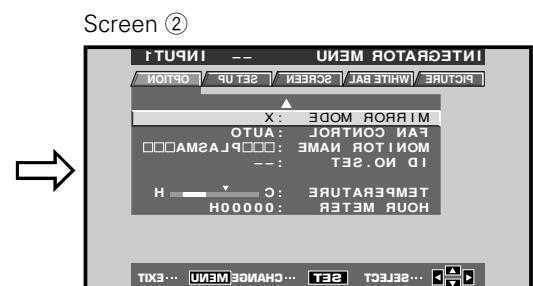 Screen ②
INTEGRATOR MENU -- INPUT1
PICTURE WHITE BAL SCREEN SET UP OPTION
MIRROR MODE : X
FAN CONTROL : AUTO
MONITOR NAME : □□□PLASMA□□□
ID NO.SET : --
TEMPERATURE : C H
HOUR METER : 00000H
···SELECT SET ···CHANGE MENU ···EXIT